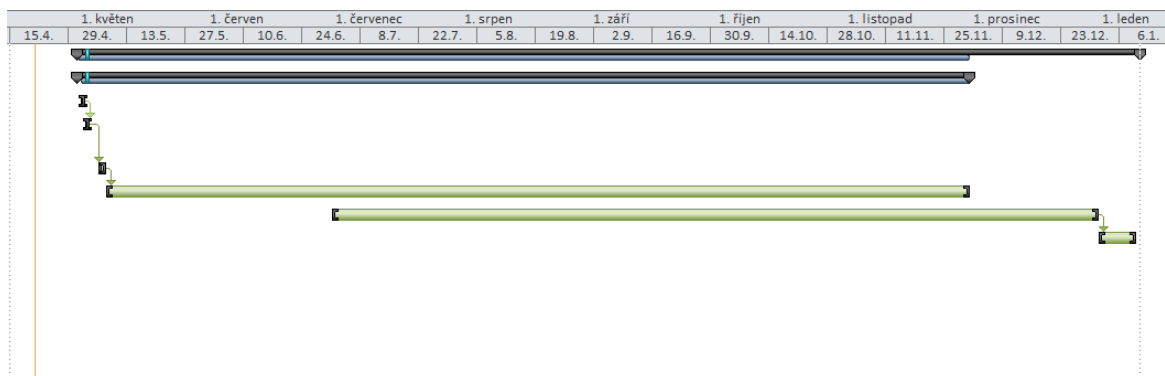 1. květen 1. červen 1. červenec 1. srpen 1. září 1. říjen 1. listopad 1. prosinec 1. leden
15.4. 29.4. 13.5. 27.5. 10.6. 24.6. 8.7. 22.7. 5.8. 19.8. 2.9. 16.9. 30.9. 14.10. 28.10. 11.11. 25.11. 9.12. 23.12. 6.1.